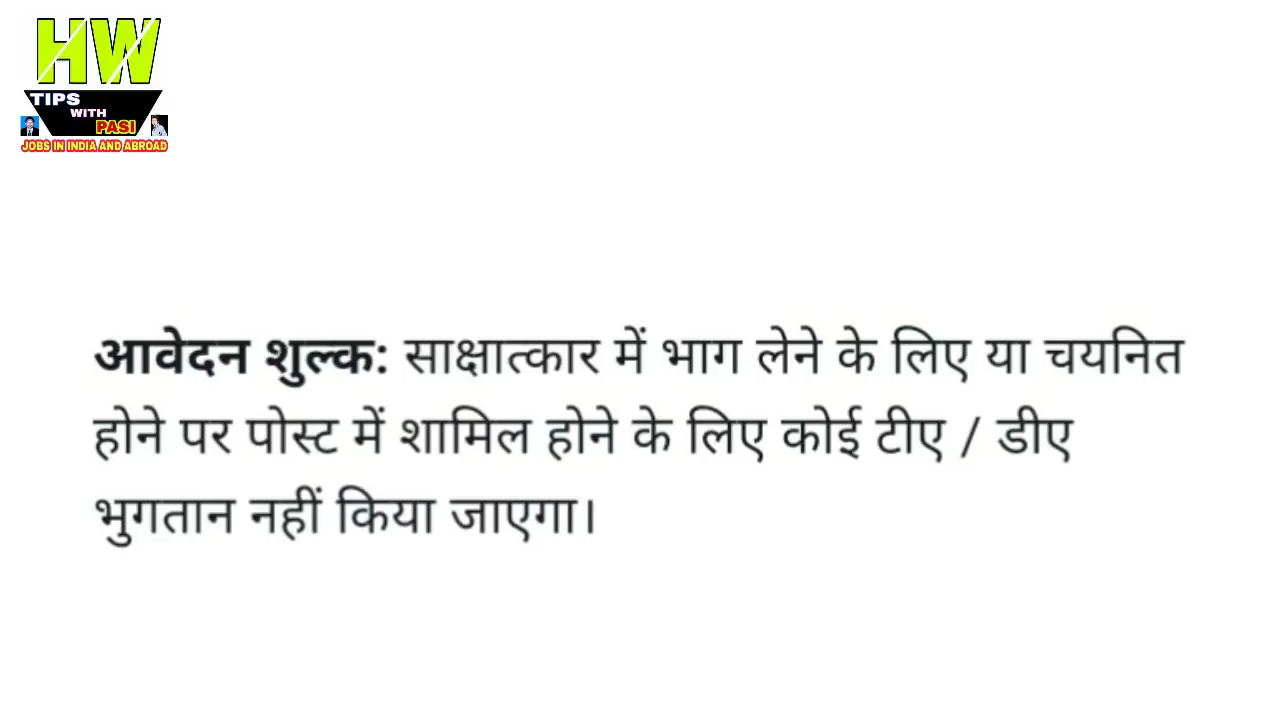 HW
TIPS
WITH
PASI
JOBS IN INDIA AND ABROAD
आवेदन शुल्क: साक्षात्कार में भाग लेने के लिए या चयनित
होने पर पोस्ट में शामिल होने के लिए कोई टीए / डीए
भुगतान नहीं किया जाएगा।